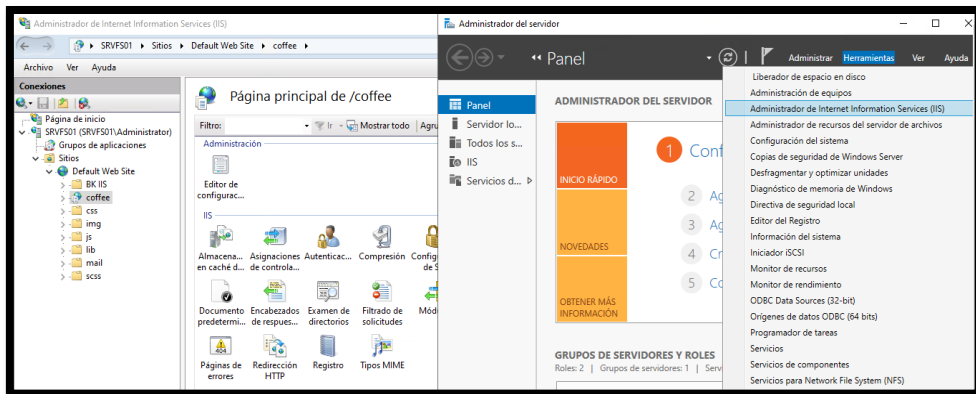 Administrador de Internet Information Services (IIS)
SRVFS01 ▸ Sitios ▸ Default Web Site ▸ coffee ▸
Archivo Ver Ayuda
Conexiones
Página de inicio
SRVFS01 (SRVFS01\Administrator)
Grupos de aplicaciones
Sitios
Default Web Site
BK IIS
coffee
css
img
js
lib
mail
scss
Página principal de /coffee
Filtro: Ir Mostrar todo Agru
Administración
Editor de
configurac...
IIS
Almacena... Asignaciones Autenticac... Compresión Config
en caché d... de controla... de S
Documento Encabezados Examen de Filtrado de Mód
predetermi... de respues... directorios solicitudes
Páginas de Redirección Registro Tipos MIME
errores HTTP
Administrador del servidor
Panel
Administrar Herramientas Ver Ayuda
Panel
Servidor lo...
Todos los s...
IIS
Servicios d...
ADMINISTRADOR DEL SERVIDOR
INICIO RÁPIDO
NOVEDADES
OBTENER MÁS
INFORMACIÓN
1 Conf
2 Ag
3 Ag
4 Cr
5 Co
GRUPOS DE SERVIDORES Y ROLES
Roles: 2 | Grupos de servidores: 1 | Serv
Liberador de espacio en disco
Administración de equipos
Administrador de Internet Information Services (IIS)
Administrador de recursos del servidor de archivos
Configuración del sistema
Copias de seguridad de Windows Server
Desfragmentar y optimizar unidades
Diagnóstico de memoria de Windows
Directiva de seguridad local
Editor del Registro
Información del sistema
Iniciador iSCSI
Monitor de recursos
Monitor de rendimiento
ODBC Data Sources (32-bit)
Orígenes de datos ODBC (64 bits)
Programador de tareas
Servicios
Servicios de componentes
Servicios para Network File System (NFS)